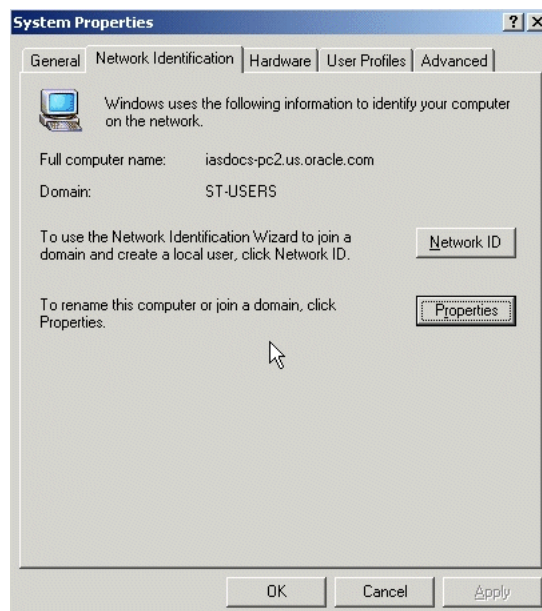 System Properties
General Network Identification Hardware User Profiles Advanced
Windows uses the following information to identify your computer
on the network.
Full computer name: iasdocs-pc2.us.oracle.com
Domain: ST-USERS
To use the Network Identification Wizard to join a
domain and create a local user, click Network ID.
Network ID
To rename this computer or join a domain, click
Properties.
Properties
OK Cancel Apply